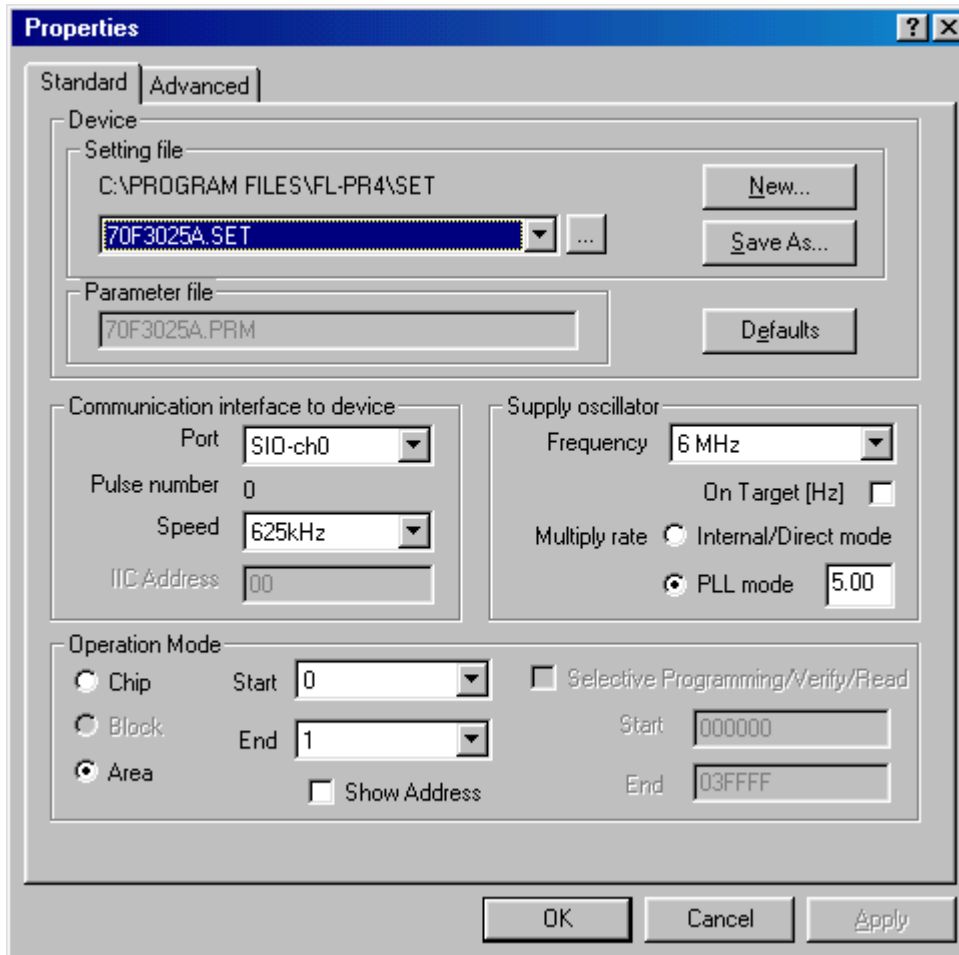 Properties
Standard Advanced
Device
Setting file
C:\PROGRAM FILES\FL-PR4\SET
New...
70F3025A.SET ...
Save As...
Parameter file
70F3025A.PRM
Defaults
Communication interface to device
Port SIO-ch0
Pulse number 0
Speed 625kHz
IIC Address 00
Supply oscillator
Frequency 6 MHz
On Target [Hz]
Multiply rate Internal/Direct mode
PLL mode 5.00
Operation Mode
Chip
Block
Area
Start 0
End 1
Show Address
Selective Programming/Verify/Read
Start 000000
End 03FFFF
OK Cancel Apply